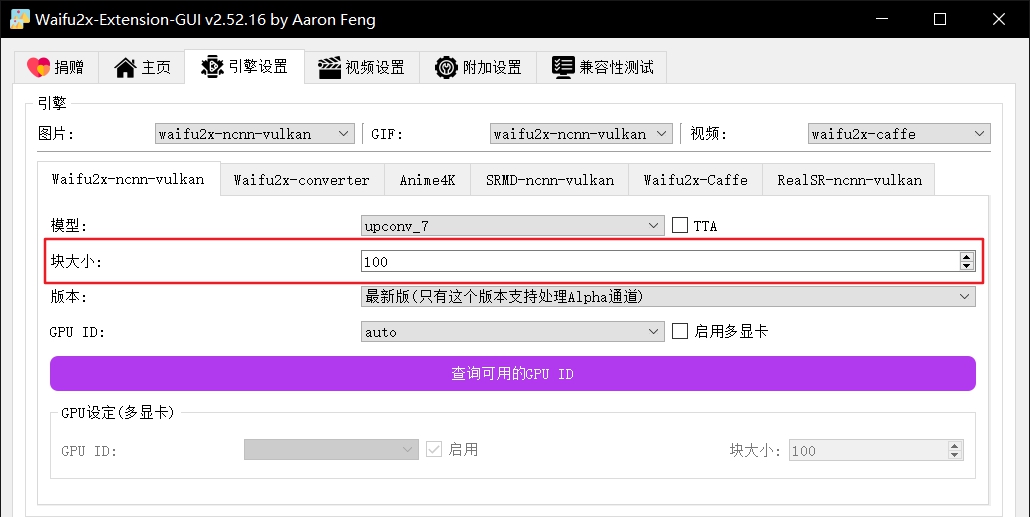 Waifu2x-Extension-GUI v2.52.16 by Aaron Feng
捐赠 主页 引擎设置 视频设置 附加设置 兼容性测试
引擎
图片: waifu2x-ncnn-vulkan GIF: waifu2x-ncnn-vulkan 视频: waifu2x-caffe
Waifu2x-ncnn-vulkan Waifu2x-converter Anime4K SRMD-ncnn-vulkan Waifu2x-Caffe RealSR-ncnn-vulkan
模型: upconv_7 TTA
块大小: 100
版本: 最新版(只有这个版本支持处理Alpha通道)
GPU ID: auto 启用多显卡
查询可用的GPU ID
GPU设定(多显卡)
GPU ID: 启用 块大小: 100